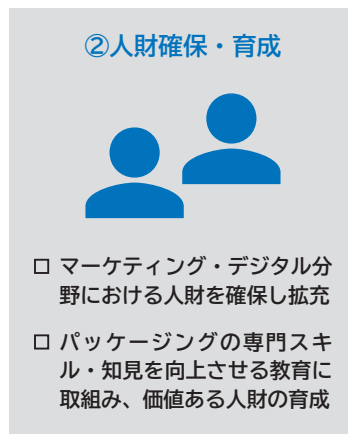 ②人財確保・育成
□ マーケティング・デジタル分
野における人財を確保し拡充
□ パッケージングの専門スキ
ル・知見を向上させる教育に
取組み、価値ある人財の育成